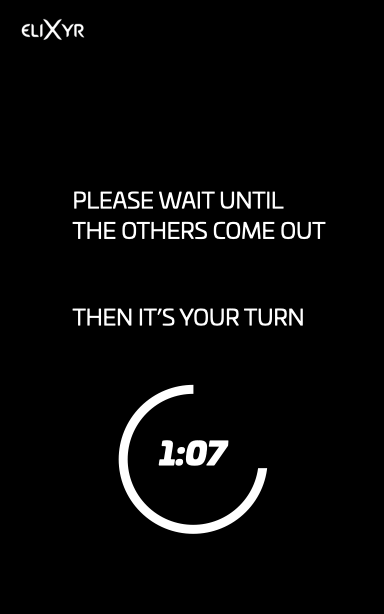 ELIXYR
PLEASE WAIT UNTIL
THE OTHERS COME OUT
THEN IT'S YOUR TURN
1:07